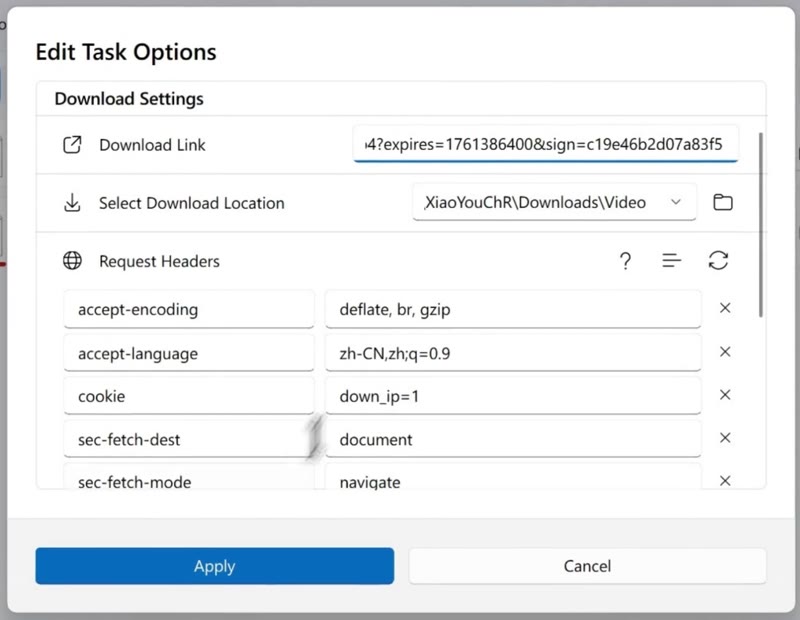 Edit Task Options
Download Settings
Download Link 4?expires=1761386400&sign=c19e46b2d07a83f5
Select Download Location XiaoYouChR\Downloads\Video
Request Headers ?
accept-encoding deflate, br, gzip
accept-language zh-CN,zh;q=0.9
cookie down_ip=1
sec-fetch-dest document
sec-fetch-mode navigate
Apply Cancel